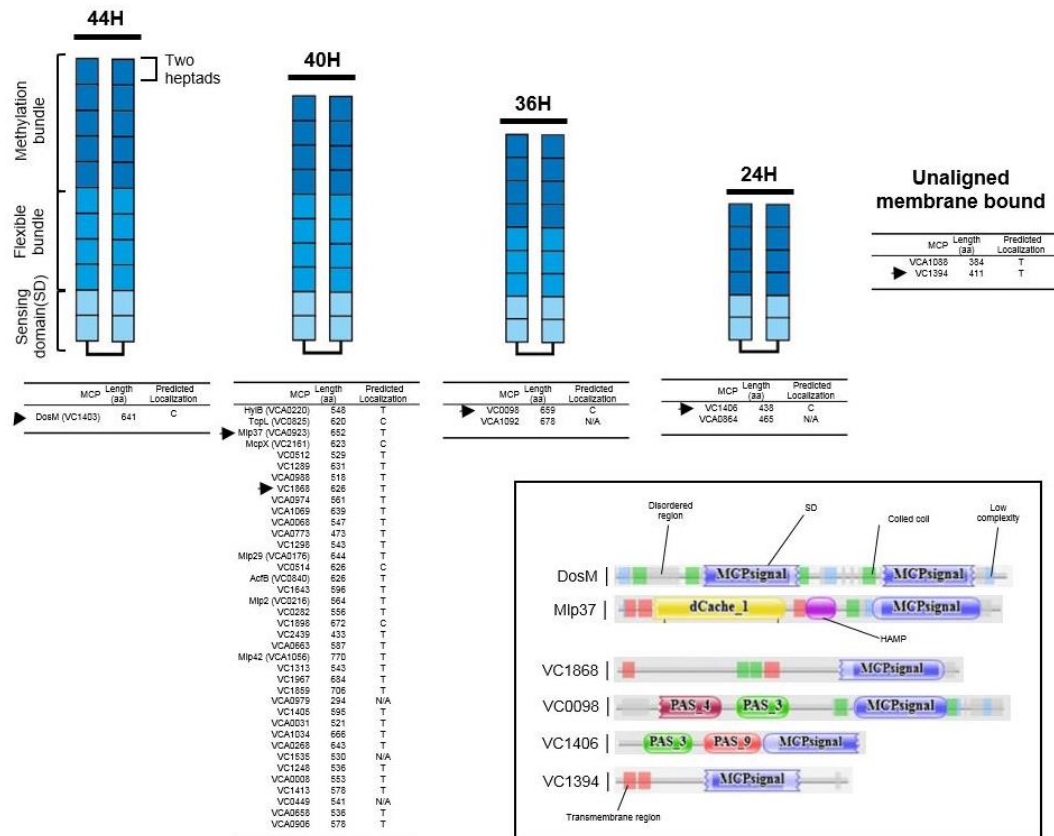 44H
Two
heptads
Methylation
bundle
Flexible
bundle
Sensing
domain(SD)
40H
36H
24H
Unaligned
membrane bound
MCP Length (aa) Predicted Localization
VCA1088 384 T
VC1394 411 T
MCP Length (aa) Predicted Localization
DosM (VC1403) 641 C
MCP Length (aa) Predicted Localization
HylB (VCA0220) 548 T
TcpL (VC0825) 620 C
Mlp37 (VCA0923) 652 T
McpX (VC2161) 623 C
VC0512 529 T
VC1289 631 T
VCA0988 518 T
VC1868 626 T
VCA0974 561 T
VCA1069 639 T
VCA0068 547 T
VCA0773 473 T
VC1298 543 T
Mlp29 (VCA0176) 644 T
VC0514 626 C
AcfB (VC0840) 626 T
VC1643 596 T
Mlp2 (VC0216) 564 T
VC0282 556 T
VC1898 672 C
VC2439 433 T
VCA0663 587 T
Mlp42 (VCA1056) 770 T
VC1313 543 T
VC1967 684 T
VC1859 706 T
VCA0979 294 N/A
VC1405 595 T
VCA0031 521 T
VCA1034 666 T
VCA0268 643 T
VC1535 530 N/A
VC1248 536 T
VCA0008 553 T
VC1413 578 T
VC0449 541 N/A
VCA0658 536 T
VCA0906 578 T
MCP Length (aa) Predicted Localization
VC0098 659 C
VCA1092 678 N/A
MCP Length (aa) Predicted Localization
VC1406 438 C
VCA0864 465 N/A
Disordered
region
SD
Coiled coil
Low
complexity
DosM MCPsignal MCPsignal
Mlp37 dCache_1 MCPsignal
HAMP
VC1868 MCPsignal
VC0098 PAS_4 PAS_3 MCPsignal
VC1406 PAS_3 PAS_9 MCPsignal
VC1394 MCPsignal
Transmembrane region